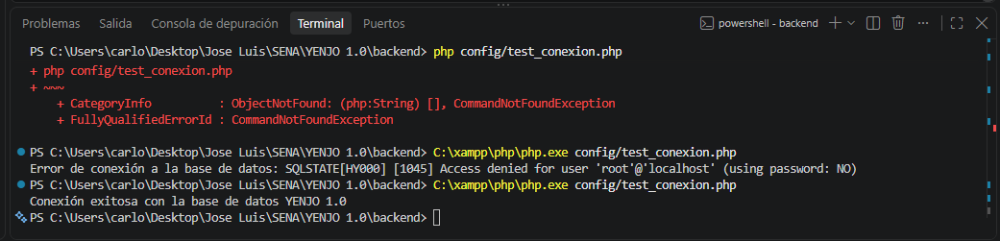 Problemas Salida Consola de depuración Terminal Puertos powershell - backend
PS C:\Users\carlo\Desktop\Jose Luis\SENA\YENJO 1.0\backend> php config/test_conexion.php
+ php config/test_conexion.php
+ ~~~
+ CategoryInfo : ObjectNotFound: (php:String) [], CommandNotFoundException
+ FullyQualifiedErrorId : CommandNotFoundException
PS C:\Users\carlo\Desktop\Jose Luis\SENA\YENJO 1.0\backend> C:\xampp\php\php.exe config/test_conexion.php
Error de conexión a la base de datos: SQLSTATE[HY000] [1045] Access denied for user 'root'@'localhost' (using password: NO)
PS C:\Users\carlo\Desktop\Jose Luis\SENA\YENJO 1.0\backend> C:\xampp\php\php.exe config/test_conexion.php
Conexión exitosa con la base de datos YENJO 1.0
PS C:\Users\carlo\Desktop\Jose Luis\SENA\YENJO 1.0\backend>